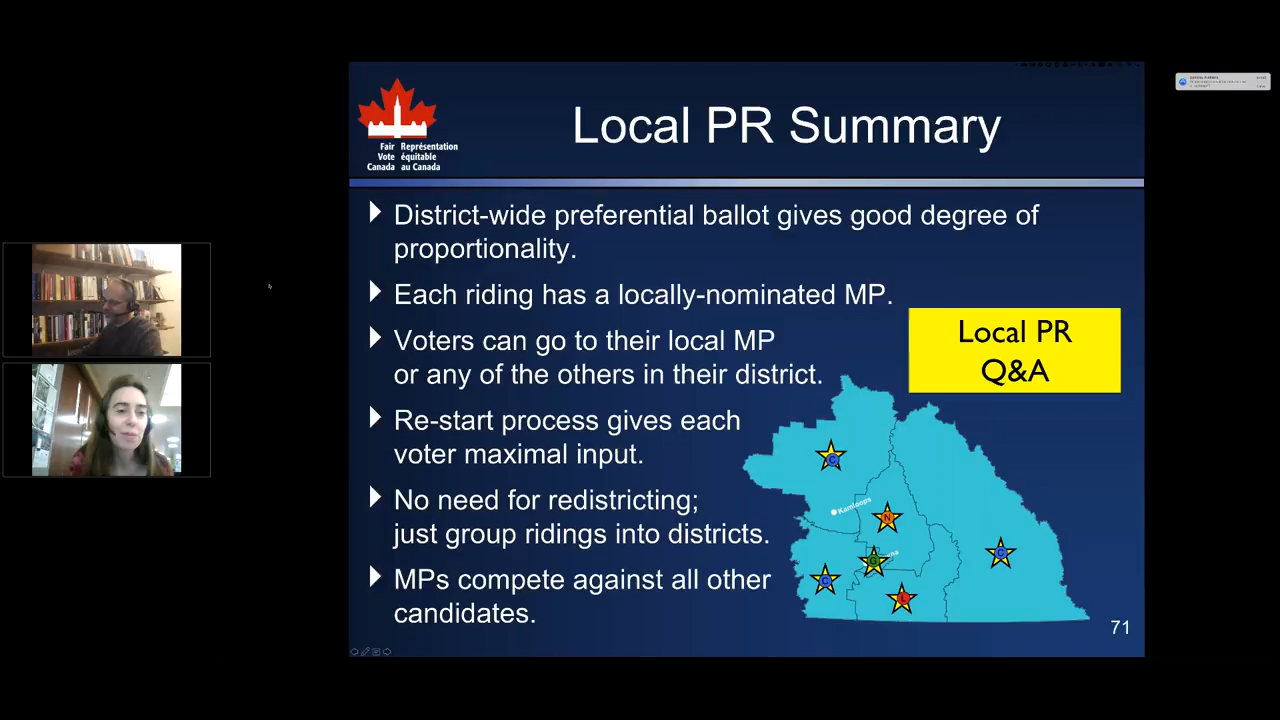 Local PR Summary
Fair Représentation
Vote équitable
Canada au Canada
District-wide preferential ballot gives good degree of
proportionality.
Each riding has a locally-nominated MP.
Local PR
Q&A
Voters can go to their local MP
or any of the others in their district.
Re-start process gives each
voter maximal input.
No need for redistricting;
just group ridings into districts.
MPs compete against all other
candidates.
C
N
Kamloops
C
G
C
L
71